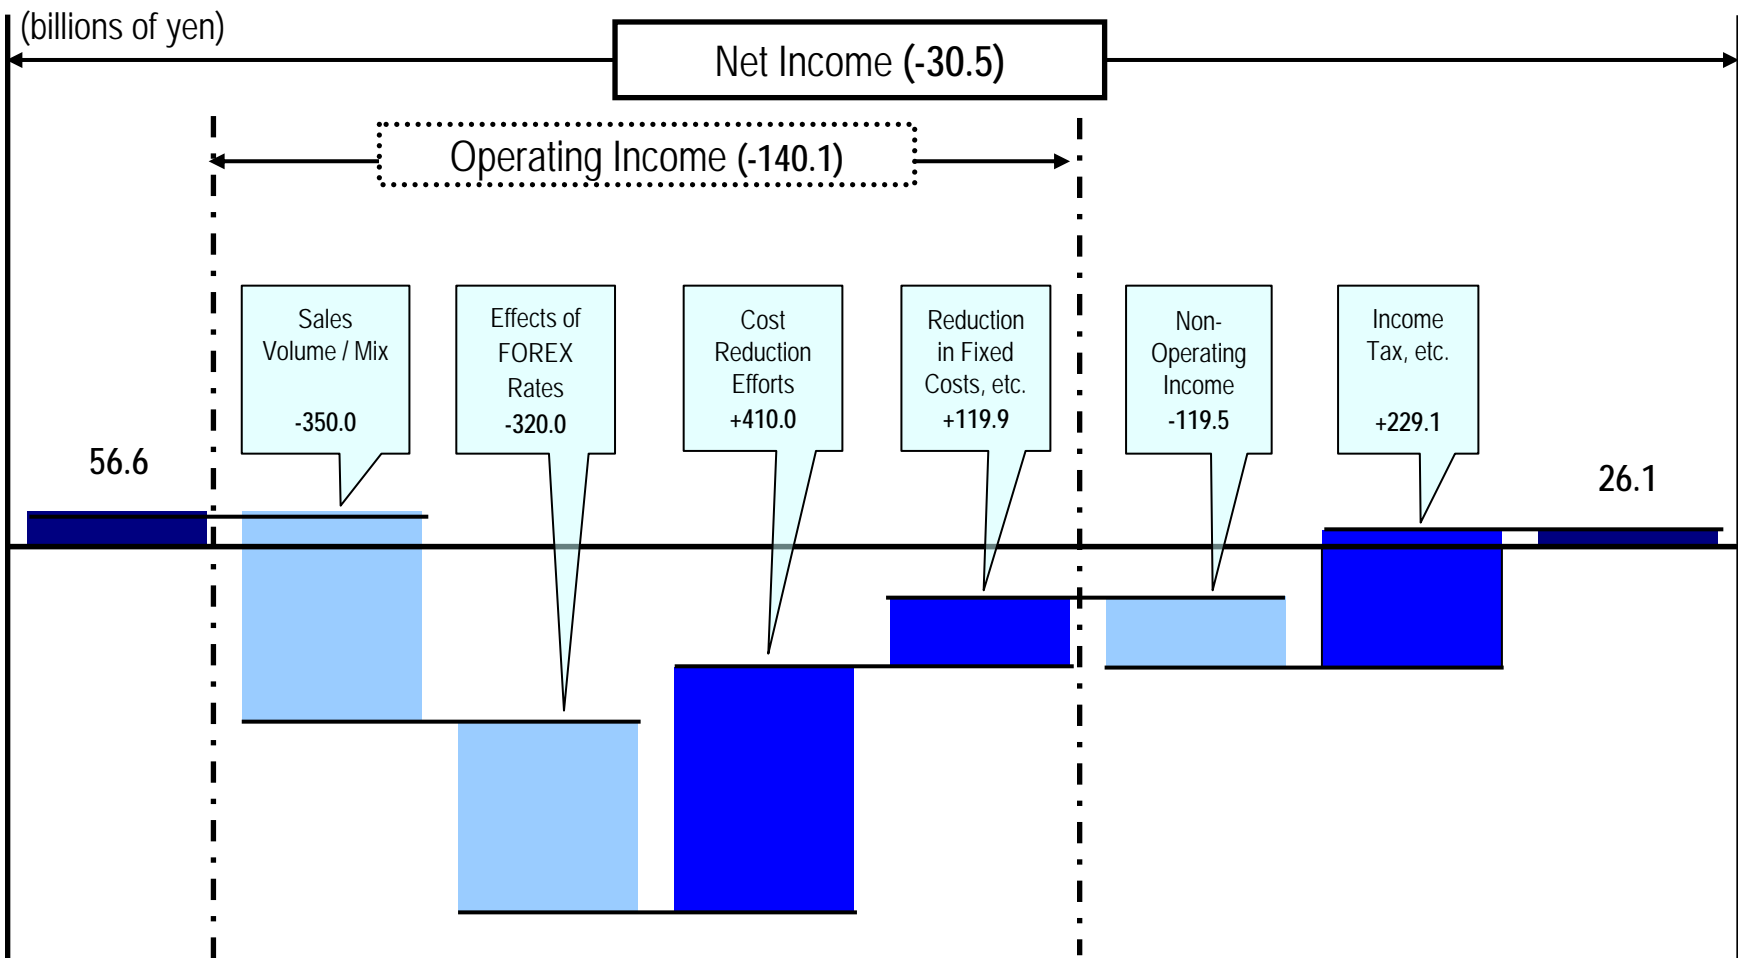 (billions of yen)
Net Income (-30.5)
Operating Income (-140.1)
Sales
Volume / Mix
-350.0
Effects of
FOREX
Rates
-320.0
Cost
Reduction
Efforts
+410.0
Reduction
in Fixed
Costs, etc.
+119.9
Non-
Operating
Income
-119.5
Income
Tax, etc.
+229.1
56.6
26.1